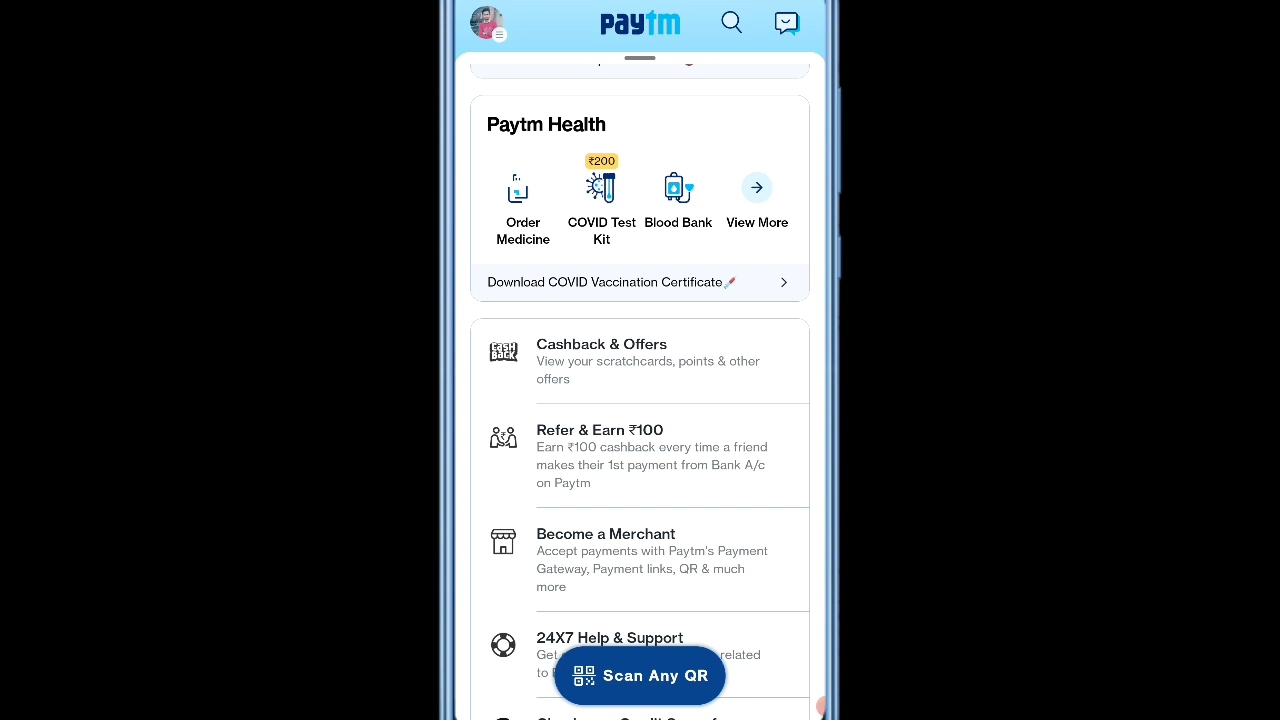 paytm
Paytm Health
₹200
Order
Medicine
COVID Test
Kit
Blood Bank
View More
Download COVID Vaccination Certificate
CASH
BACK
Cashback & Offers
View your scratchcards, points & other
offers
Refer & Earn ₹100
Earn ₹100 cashback every time a friend
makes their 1st payment from Bank A/c
on Paytm
Become a Merchant
Accept payments with Paytm's Payment
Gateway, Payment links, QR & much
more
24X7 Help & Support
Get related
to
Scan Any QR